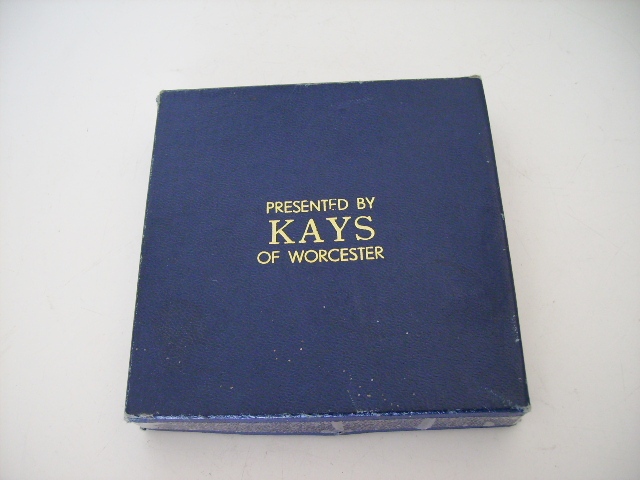 PRESENTED BY
KAYS
OF WORCESTER